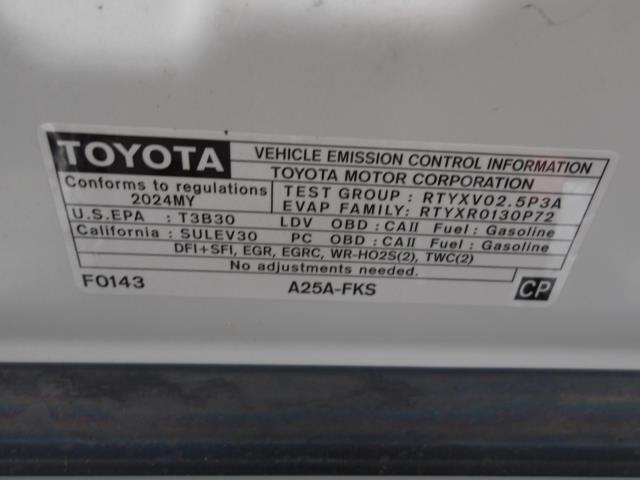 TOYOTA
VEHICLE EMISSION CONTROL INFORMATION
TOYOTA MOTOR CORPORATION
Conforms to regulations
2024MY
TEST GROUP : RTYXV02.5P3A
EVAP FAMILY: RTYXR0130P72
U.S.EPA : T3B30 LDV OBD : CAII Fuel : Gasoline
California : SULEV30 PC OBD : CAII Fuel : Gasoline
DFI+SFI, EGR, EGRC, WR-HO2S(2), TWC(2)
No adjustments needed.
F0143 A25A-FKS CP